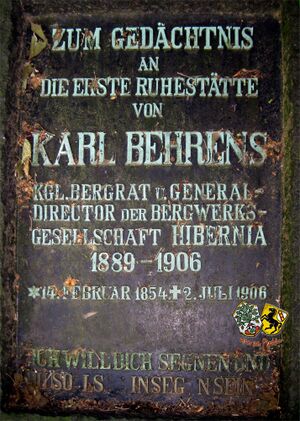 ZUM GEDÄCHTNIS
AN
DIE ERSTE RUHESTÄTTE
VON
KARL BEHRENS
KGL. BERGRAT U. GENERAL-
DIRECTOR DER BERGWERKS-
GESELLSCHAFT HIBERNIA
1889–1906
*14. FEBRUAR 1854 ✝ 2. JULI 1906
ICH WILL DICH SEGNEN UND